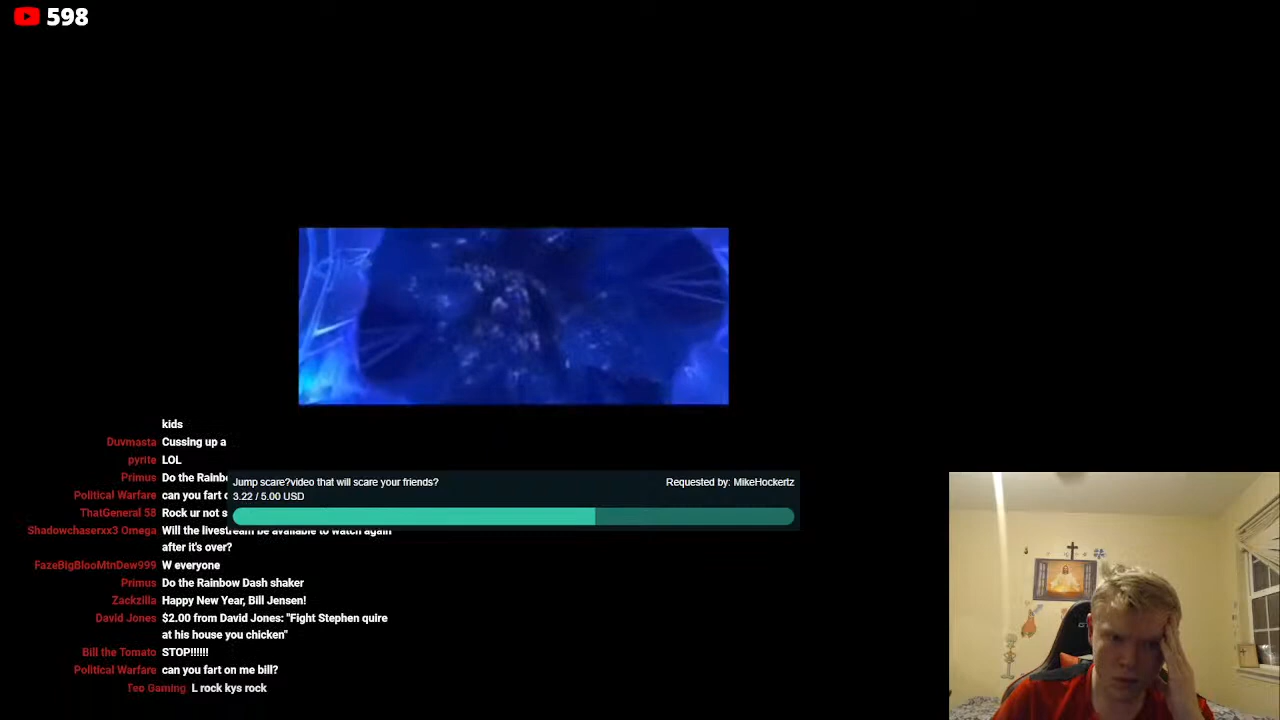 598
kids
Duvmasta Cussing up a
pyrite LOL
Primus Do the Rainb
Jump scare?video that will scare your friends? Requested by: MikeHockertz
3.22 / 5.00 USD
Political Warfare can you fart
ThatGeneral 58 Rock ur not s
Shadowchaserxx3 Omega Will the livestream be available to watch again
after it's over?
FazeBigBlooMtnDew999 W everyone
Primus Do the Rainbow Dash shaker
Zackzilla Happy New Year, Bill Jensen!
David Jones $2.00 from David Jones: "Fight Stephen quire
at his house you chicken"
Bill the Tomato STOP!!!!!!
Political Warfare can you fart on me bill?
Teo Gaming L rock kys rock